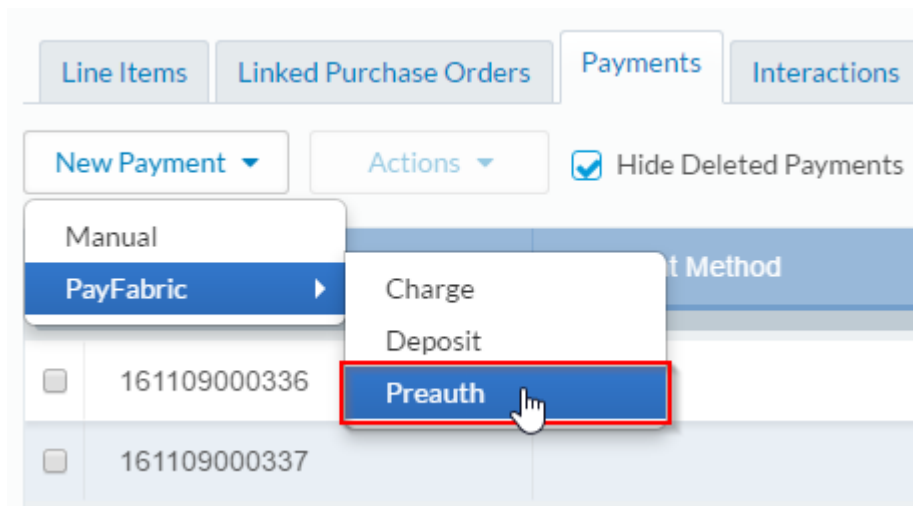 Line Items Linked Purchase Orders Payments Interactions
New Payment Actions Hide Deleted Payments
Manual
PayFabric
Charge
Deposit
Preauth
t Method
161109000336
161109000337